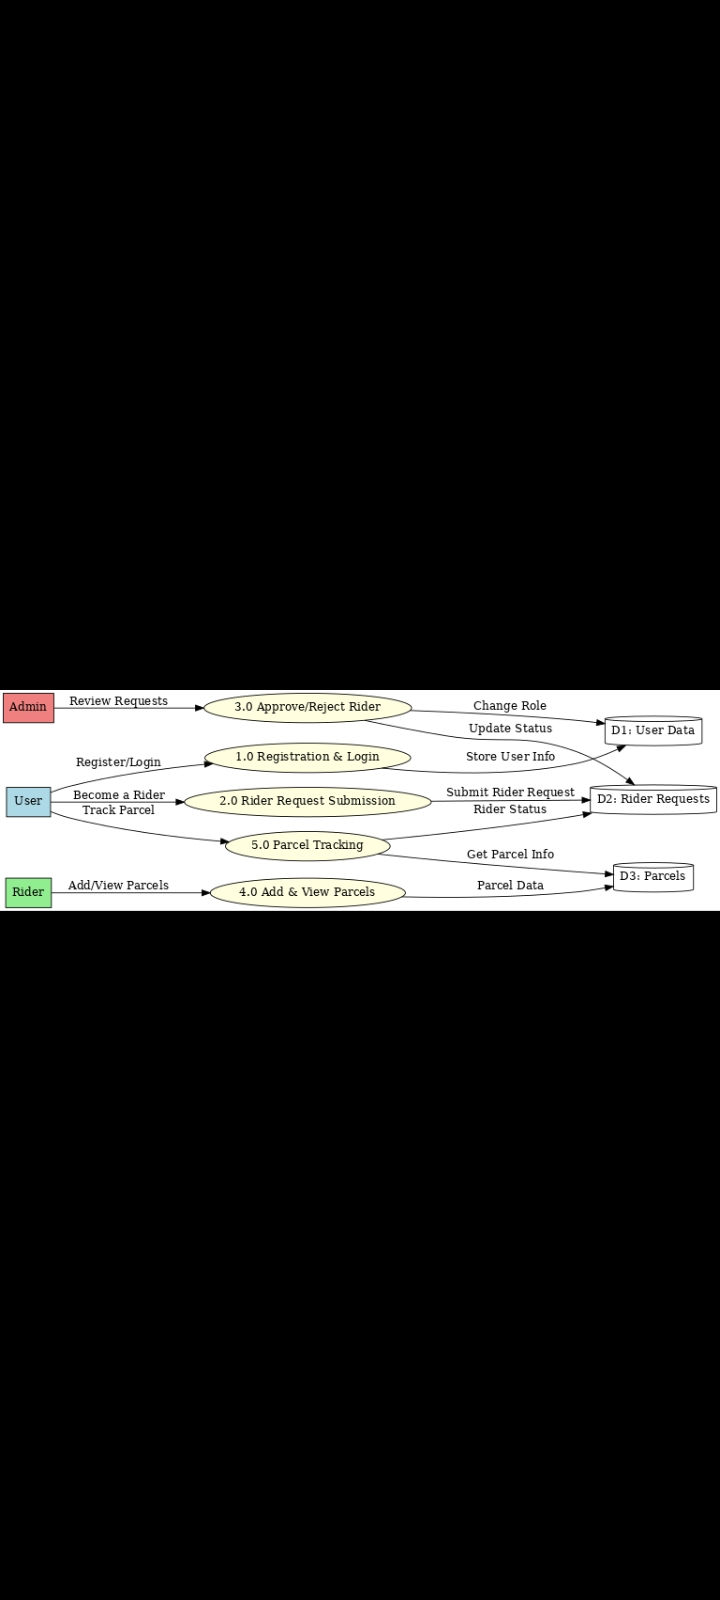 Admin
Review Requests
3.0 Approve/Reject Rider
Change Role
Update Status
D1: User Data
Register/Login
1.0 Registration & Login
Store User Info
User
Become a Rider
Track Parcel
2.0 Rider Request Submission
Submit Rider Request
Rider Status
D2: Rider Requests
5.0 Parcel Tracking
Get Parcel Info
D3: Parcels
Rider
Add/View Parcels
4.0 Add & View Parcels
Parcel Data